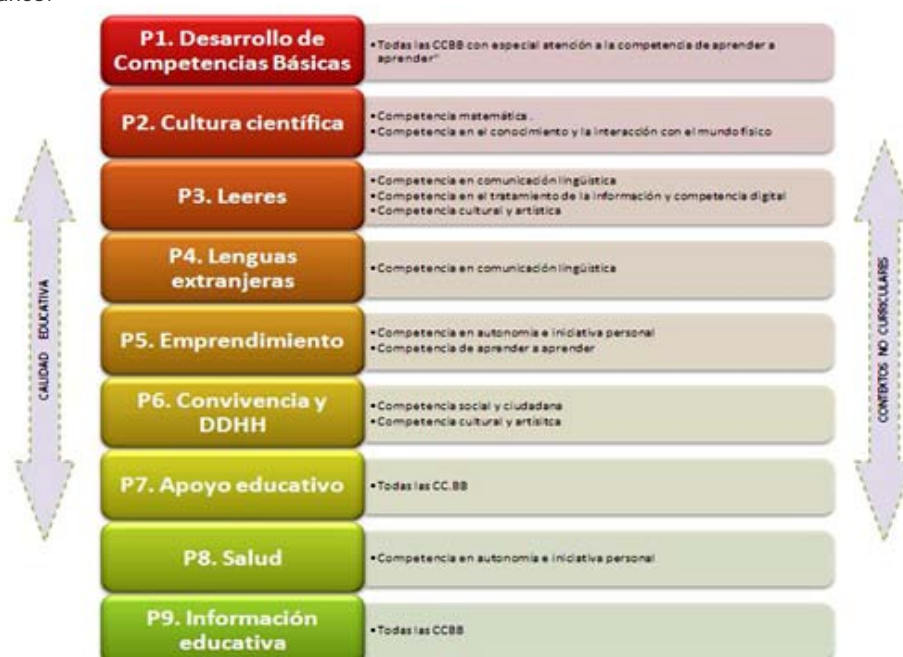 P1. Desarrollo de
Competencias Básicas
•Todas las CCBB con especial atención a la competencia de aprender a
aprender"
P2. Cultura científica
•Competencia matemática .
•Competencia en el conocimiento y la interacción con el mundo físico
P3. Leeres
•Competencia en comunicación lingüística
•Competencia en el tratamiento de la información y competencia digital
•Competencia cultural y artística
P4. Lenguas
extranjeras
•Competencia en comunicación lingüística
P5. Emprendimiento
•Competencia en autonomía e iniciativa personal
•Competencia de aprender a aprender
P6. Convivencia y
DDHH
•Competencia social y ciudadana
•Competencia cultural y artísitca
P7. Apoyo educativo
•Todas las CC.BB
P8. Salud
•Competencia en autonomía e iniciativa personal
P9. Información
educativa
•Todas las CCBB
CALIDAD EDUCATIVA
CONTEXTOS NO CURRICULARES